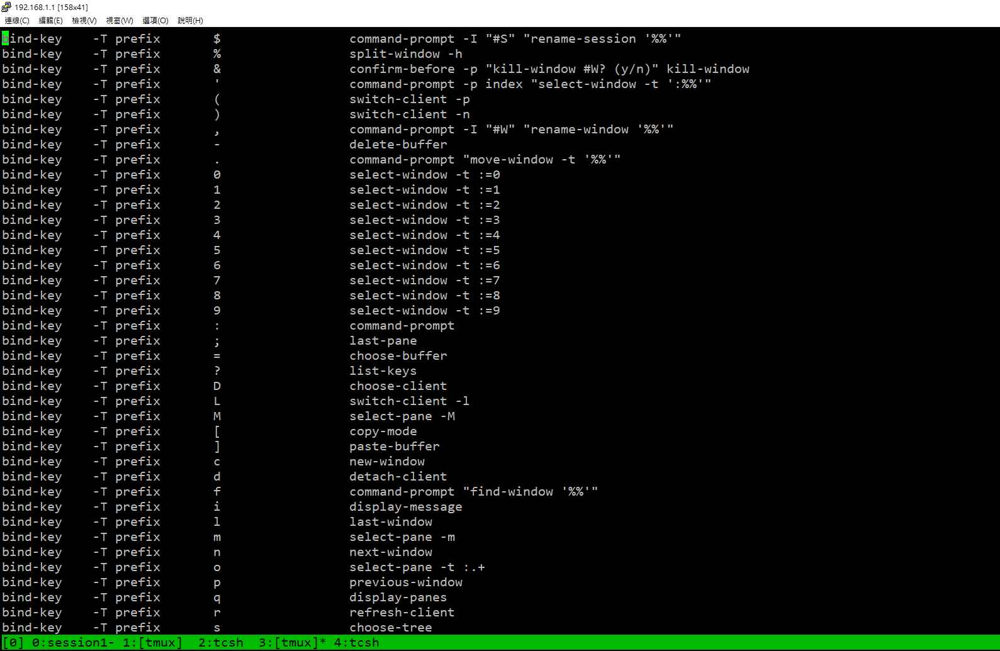 192.168.1.1 [158x41]
連線(C) 編輯(E) 檢視(V) 視窗(W) 選項(O) 說明(H)
bind-key    -T prefix       $                 command-prompt -I "#S" "rename-session '%%'"
bind-key    -T prefix       %                 split-window -h
bind-key    -T prefix       &                 confirm-before -p "kill-window #W? (y/n)" kill-window
bind-key    -T prefix       '                 command-prompt -p index "select-window -t ':%%'"
bind-key    -T prefix       (                 switch-client -p
bind-key    -T prefix       )                 switch-client -n
bind-key    -T prefix       ,                 command-prompt -I "#W" "rename-window '%%'"
bind-key    -T prefix       -                 delete-buffer
bind-key    -T prefix       .                 command-prompt "move-window -t '%%'"
bind-key    -T prefix       0                 select-window -t :=0
bind-key    -T prefix       1                 select-window -t :=1
bind-key    -T prefix       2                 select-window -t :=2
bind-key    -T prefix       3                 select-window -t :=3
bind-key    -T prefix       4                 select-window -t :=4
bind-key    -T prefix       5                 select-window -t :=5
bind-key    -T prefix       6                 select-window -t :=6
bind-key    -T prefix       7                 select-window -t :=7
bind-key    -T prefix       8                 select-window -t :=8
bind-key    -T prefix       9                 select-window -t :=9
bind-key    -T prefix       :                 command-prompt
bind-key    -T prefix       ;                 last-pane
bind-key    -T prefix       =                 choose-buffer
bind-key    -T prefix       ?                 list-keys
bind-key    -T prefix       D                 choose-client
bind-key    -T prefix       L                 switch-client -l
bind-key    -T prefix       M                 select-pane -M
bind-key    -T prefix       [                 copy-mode
bind-key    -T prefix       ]                 paste-buffer
bind-key    -T prefix       c                 new-window
bind-key    -T prefix       d                 detach-client
bind-key    -T prefix       f                 command-prompt "find-window '%%'"
bind-key    -T prefix       i                 display-message
bind-key    -T prefix       l                 last-window
bind-key    -T prefix       m                 select-pane -m
bind-key    -T prefix       n                 next-window
bind-key    -T prefix       o                 select-pane -t :.+
bind-key    -T prefix       p                 previous-window
bind-key    -T prefix       q                 display-panes
bind-key    -T prefix       r                 refresh-client
bind-key    -T prefix       s                 choose-tree
[0] 0:session1- 1:[tmux]  2:tcsh  3:[tmux]* 4:tcsh